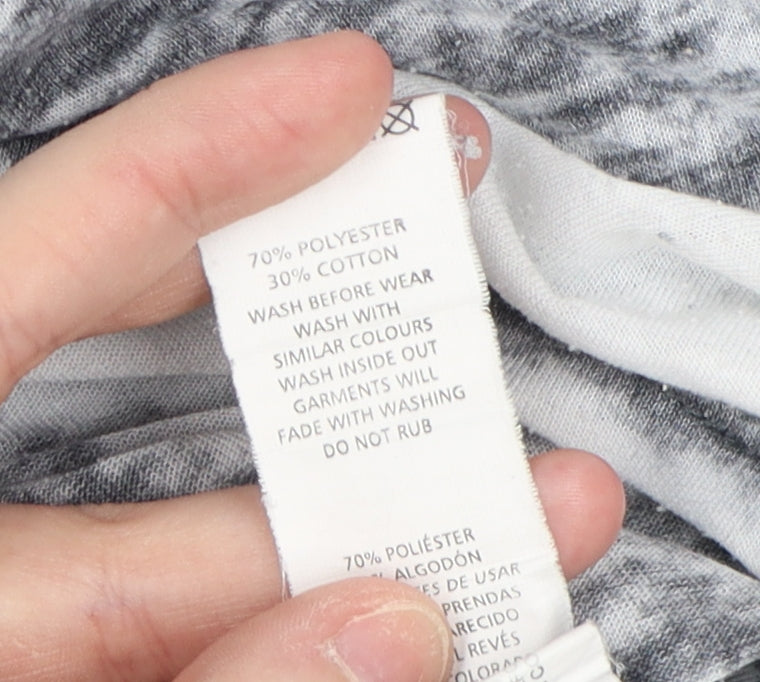 70% POLYESTER
30% COTTON
WASH BEFORE WEAR
WASH WITH
SIMILAR COLOURS
WASH INSIDE OUT
GARMENTS WILL
FADE WITH WASHING
DO NOT RUB
70% POLIÉSTER
ALGODÓN
DE USAR
PRENDAS
REVÉS